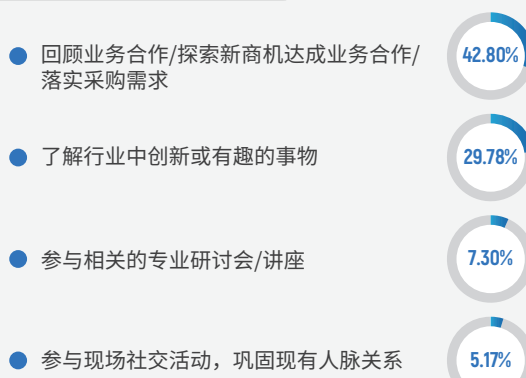 回顾业务合作/探索新商机达成业务合作/
落实采购需求
42.80%
了解行业中创新或有趣的事物
29.78%
参与相关的专业研讨会/讲座
7.30%
参与现场社交活动，巩固现有人脉关系
5.17%